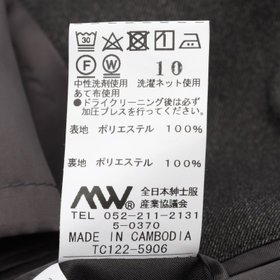 30 1
F W 10
中性洗剤使用 洗濯ネット使用
あて布使用
●ドライクリーニング後は必ず
加圧プレスを行ってください。
表地 ポリエステル 100%
裏地 ポリエステル 100%
MW® 全日本紳士服
産業協議会
TEL 052-211-2131
5-0370
MADE IN CAMBODIA
TC122-5906